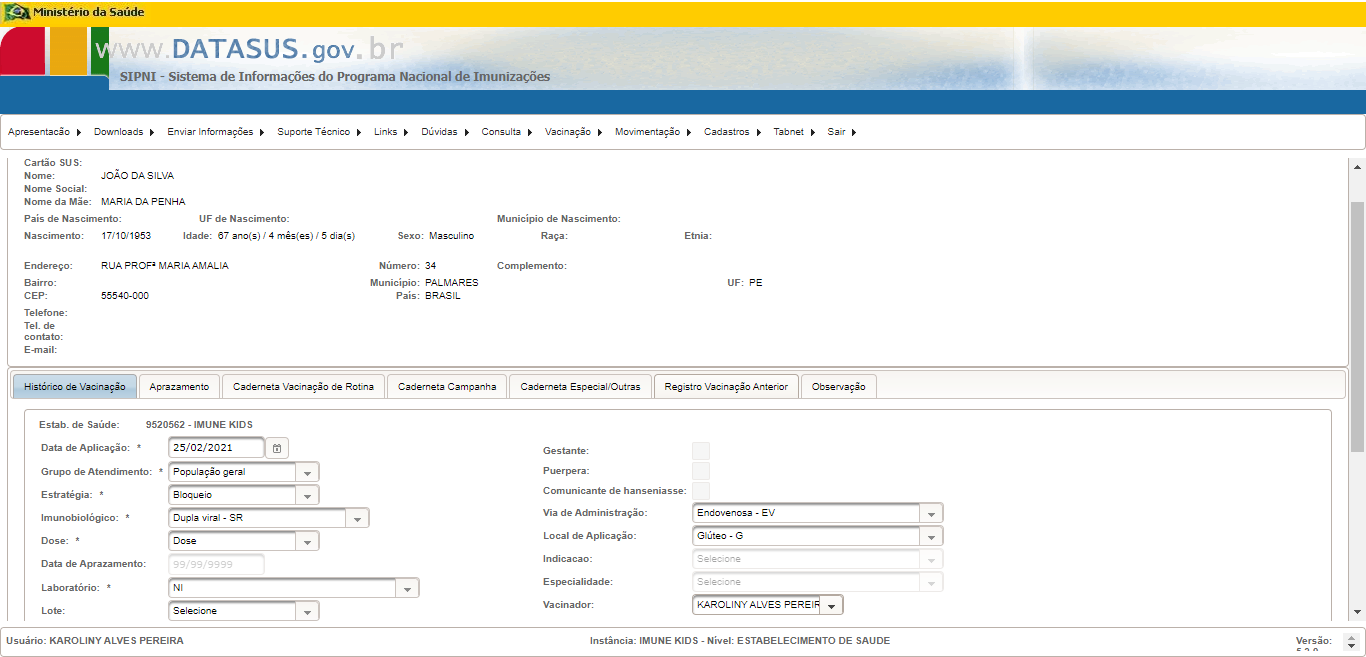 Ministério da Saúde
www.DATASUS.gov.br
SIPNI - Sistema de Informações do Programa Nacional de Imunizações
Apresentacão Downloads Enviar Informações Suporte Técnico Links Dúvidas Consulta Vacinação Movimentação Cadastros Tabnet Sair
Cartão SUS:
Nome: JOÃO DA SILVA
Nome Social:
Nome da Mãe: MARIA DA PENHA
País de Nascimento: UF de Nascimento: Município de Nascimento:
Nascimento: 17/10/1953 Idade: 67 ano(s) / 4 mês(es) / 5 dia(s) Sexo: Masculino Raça: Etnia:
Endereço: RUA PROFª MARIA AMALIA Número: 34 Complemento:
Bairro: Município: PALMARES UF: PE
CEP: 55540-000 País: BRASIL
Telefone:
Tel. de
contato:
E-mail:
Histórico de Vacinação Aprazamento Caderneta Vacinação de Rotina Caderneta Campanha Caderneta Especial/Outras Registro Vacinação Anterior Observação
Estab. de Saúde: 9520562 - IMUNE KIDS
Data de Aplicação: * 25/02/2021 Gestante:
Grupo de Atendimento: * População geral Puerpera:
Estratégia: * Bloqueio Comunicante de hanseniasse:
Imunobiológico: * Dupla viral - SR Via de Administração: Endovenosa - EV
Dose: * Dose Local de Aplicação: Glúteo - G
Data de Aprazamento: 99/99/9999 Indicacao: Selecione
Laboratório: * NI Especialidade: Selecione
Lote: Selecione Vacinador: KAROLINY ALVES PEREIR
Usuário: KAROLINY ALVES PEREIRA Instância: IMUNE KIDS - Nível: ESTABELECIMENTO DE SAUDE Versão: